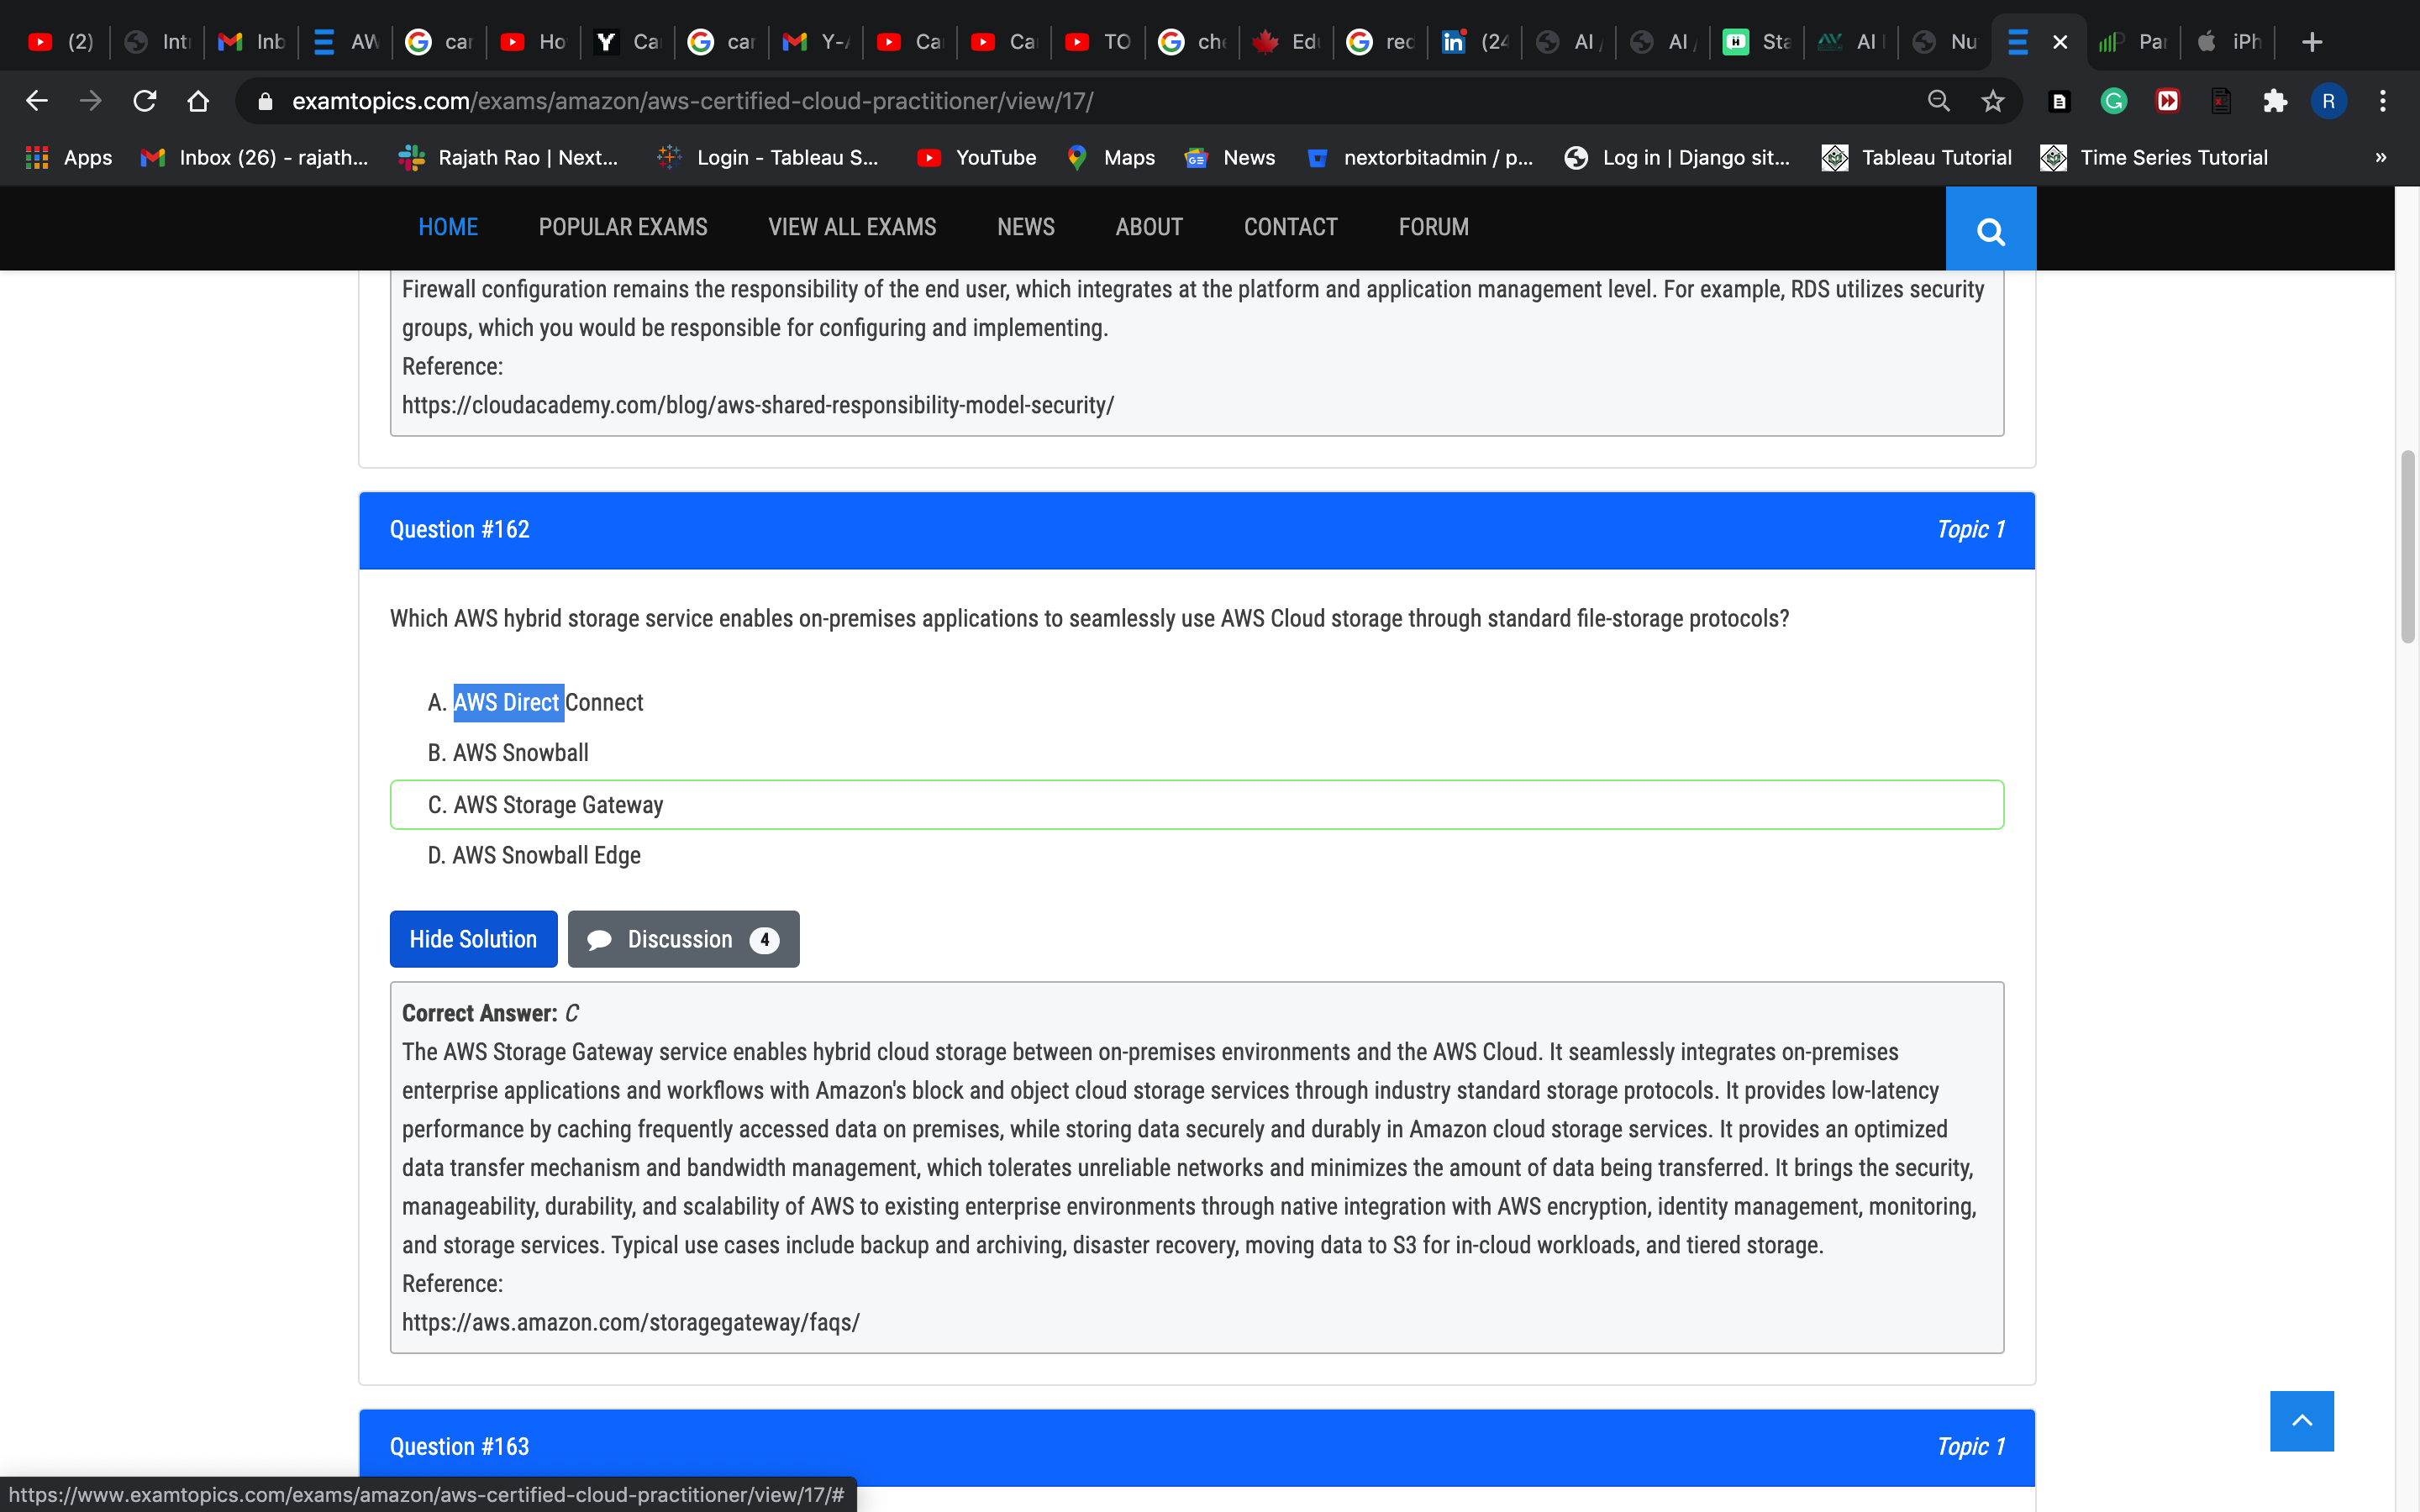 (2)
Int
Inb
AW
car
Ho
Ca
car
Y-
Ca
Ca
TO
che
Edu
rec
(24
AI
AI
Sta
AI
Nu
Par
iPh
examtopics.com/exams/amazon/aws-certified-cloud-practitioner/view/17/
R
Apps
Inbox (26) - rajath...
Rajath Rao | Next...
Login - Tableau S...
YouTube
Maps
News
nextorbitadmin / p...
Log in | Django sit...
Tableau Tutorial
Time Series Tutorial
»
HOME
POPULAR EXAMS
VIEW ALL EXAMS
NEWS
ABOUT
CONTACT
FORUM
Firewall configuration remains the responsibility of the end user, which integrates at the platform and application management level. For example, RDS utilizes security
groups, which you would be responsible for configuring and implementing.
Reference:
https://cloudacademy.com/blog/aws-shared-responsibility-model-security/
Question #162
Topic 1
Which AWS hybrid storage service enables on-premises applications to seamlessly use AWS Cloud storage through standard file-storage protocols?
A. AWS Direct Connect
B. AWS Snowball
C. AWS Storage Gateway
D. AWS Snowball Edge
Hide Solution
Discussion 4
Correct Answer: C
The AWS Storage Gateway service enables hybrid cloud storage between on-premises environments and the AWS Cloud. It seamlessly integrates on-premises
enterprise applications and workflows with Amazon's block and object cloud storage services through industry standard storage protocols. It provides low-latency
performance by caching frequently accessed data on premises, while storing data securely and durably in Amazon cloud storage services. It provides an optimized
data transfer mechanism and bandwidth management, which tolerates unreliable networks and minimizes the amount of data being transferred. It brings the security,
manageability, durability, and scalability of AWS to existing enterprise environments through native integration with AWS encryption, identity management, monitoring,
and storage services. Typical use cases include backup and archiving, disaster recovery, moving data to S3 for in-cloud workloads, and tiered storage.
Reference:
https://aws.amazon.com/storagegateway/faqs/
Question #163
Topic 1
https://www.examtopics.com/exams/amazon/aws-certified-cloud-practitioner/view/17/#